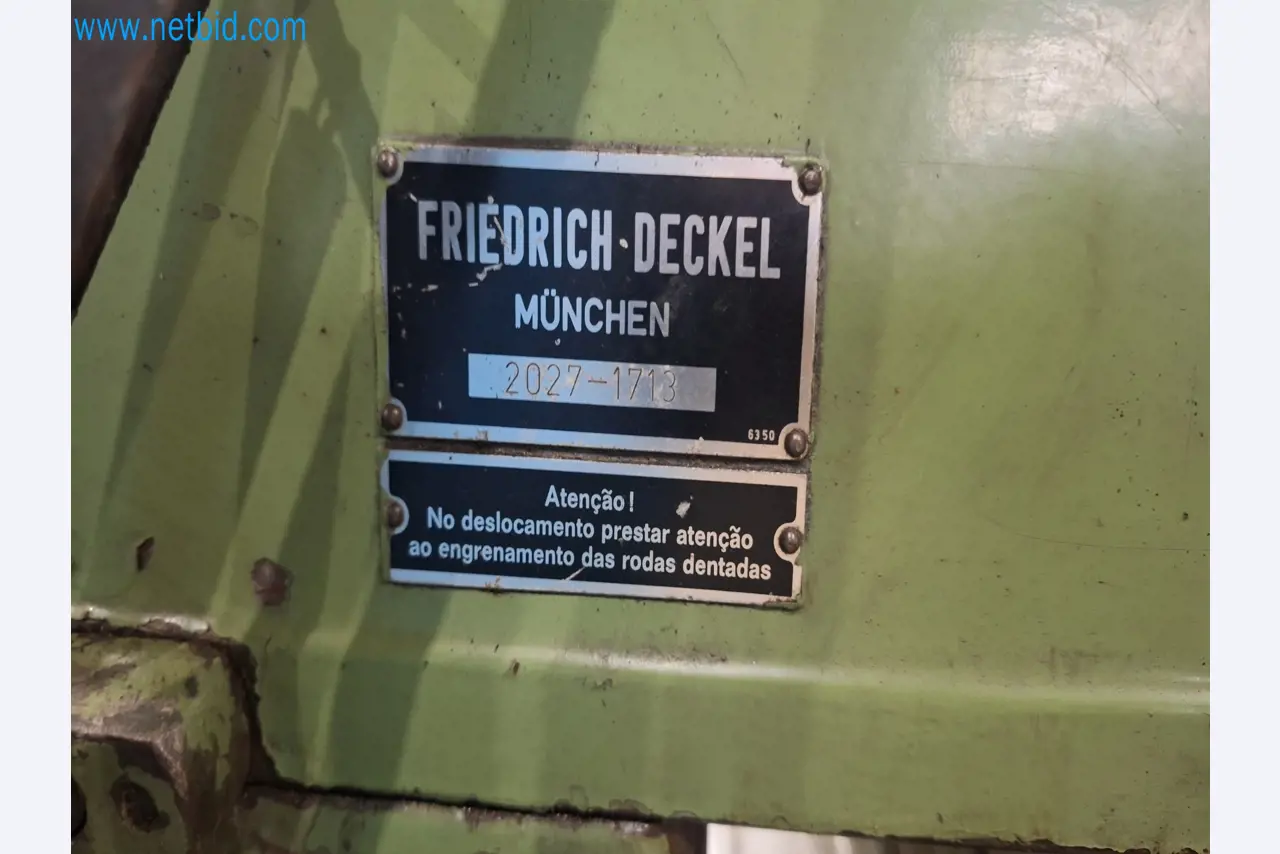 www.netbid.com
FRIEDRICH·DECKEL
MÜNCHEN
2027-1713
6350
Atenção!
No deslocamento prestar atenção
ao engrenamento das rodas dentadas